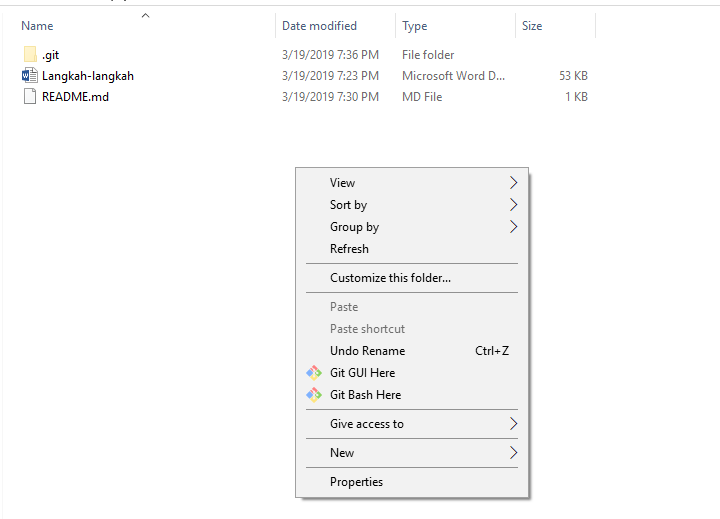 Name Date modified Type Size
.git 3/19/2019 7:36 PM File folder
Langkah-langkah 3/19/2019 7:23 PM Microsoft Word D... 53 KB
README.md 3/19/2019 7:30 PM MD File 1 KB
View
Sort by
Group by
Refresh
Customize this folder...
Paste
Paste shortcut
Undo Rename Ctrl+Z
Git GUI Here
Git Bash Here
Give access to
New
Properties